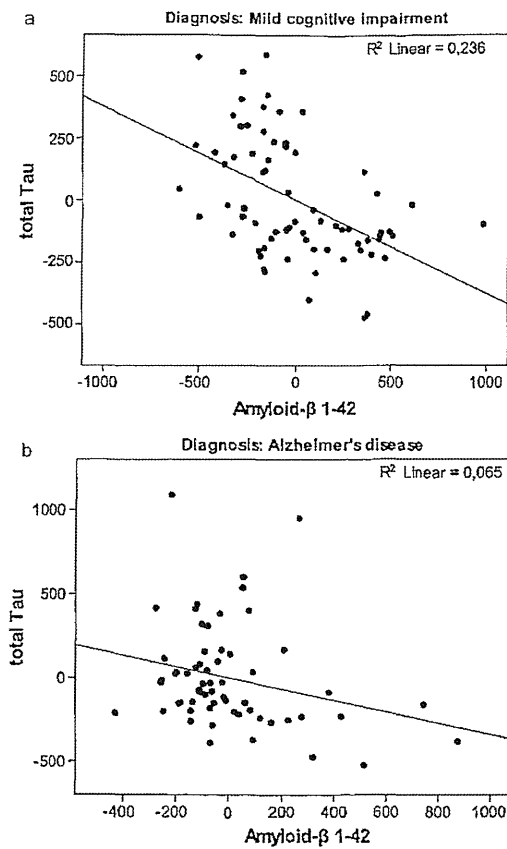 a
Diagnosis: Mild cognitive impairment
R² Linear = 0,236
500
250
0
-250
-500
total Tau
-1000
-500
0
500
1000
Amyloid-β 1-42
b
Diagnosis: Alzheimer's disease
R² Linear = 0,065
1000
500
0
-500
total Tau
-400
-200
0
200
400
600
800
1000
Amyloid-β 1-42